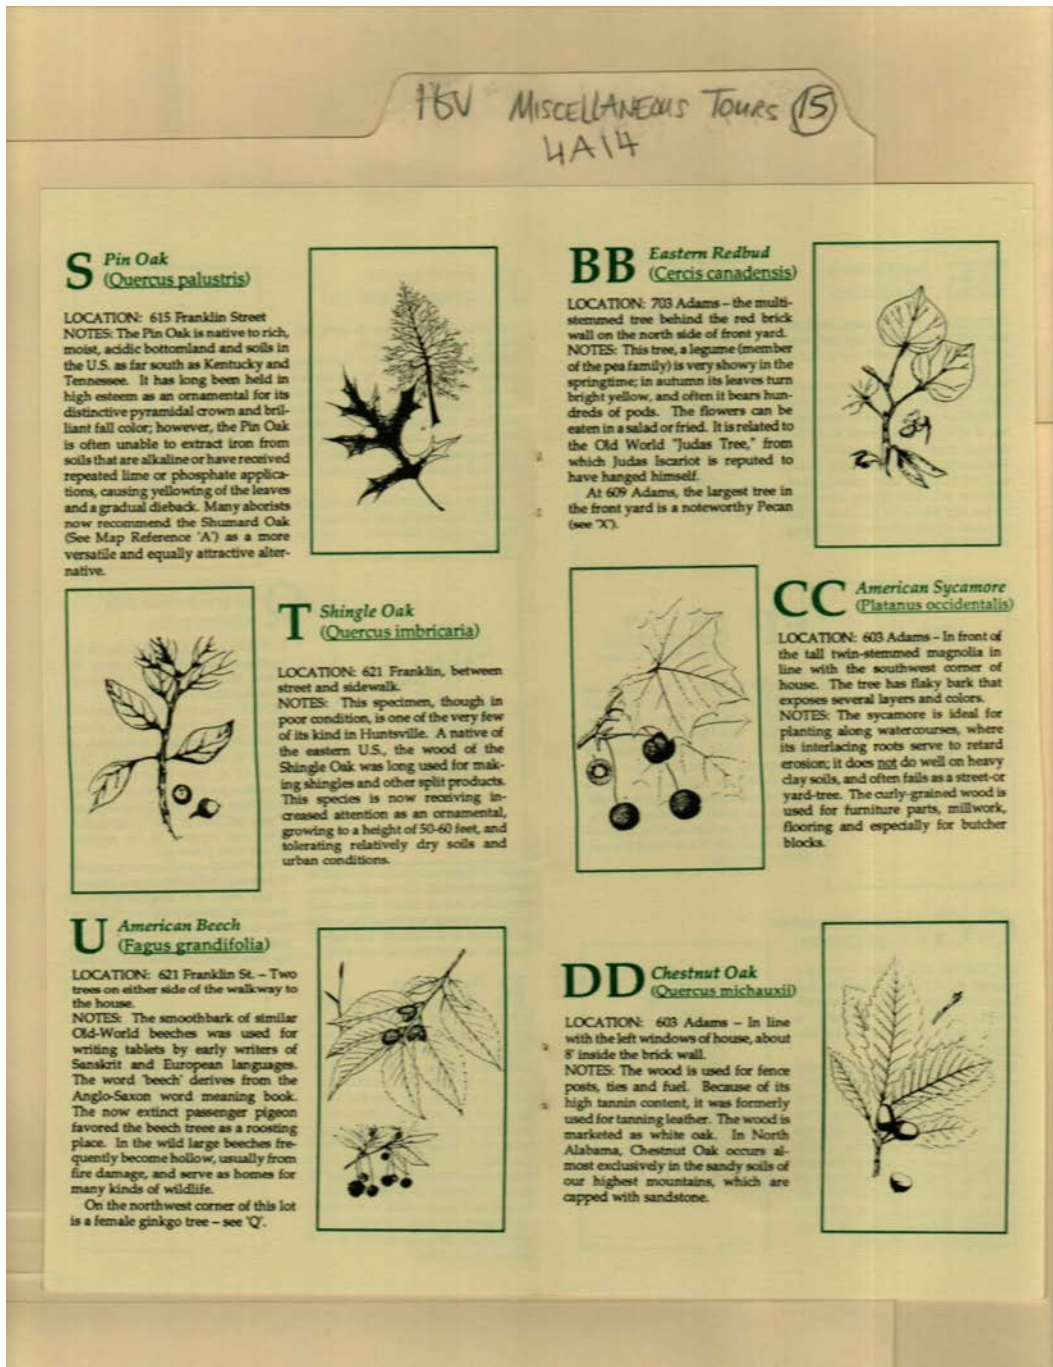 HSV MISCELLANEOUS TOURS 15
4A14
S Pin Oak
(Quercus palustris)
LOCATION: 615 Franklin Street
NOTES: The Pin Oak is native to rich,
moist, acidic bottomland and soils in
the U.S. as far south as Kentucky and
Tennessee. It has long been held in
high esteem as an ornamental for its
distinctive pyramidal crown and bril-
liant fall color; however, the Pin Oak
is often unable to extract iron from
soils that are alkaline or have received
repeated lime or phosphate applica-
tions, causing yellowing of the leaves
and a gradual dieback. Many aborists
now recommend the Shumard Oak
(See Map Reference 'A') as a more
versatile and equally attractive alter-
native.
T Shingle Oak
(Quercus imbricaria)
LOCATION: 621 Franklin, between
street and sidewalk.
NOTES: This specimen, though in
poor condition, is one of the very few
of its kind in Huntsville. A native of
the eastern U.S., the wood of the
Shingle Oak was long used for mak-
ing shingles and other split products.
This species is now receiving in-
creased attention as an ornamental,
growing to a height of 50-60 feet, and
tolerating relatively dry soils and
urban conditions.
U American Beech
(Fagus grandifolia)
LOCATION: 621 Franklin St. – Two
trees on either side of the walkway to
the house.
NOTES: The smoothbark of similar
Old-World beeches was used for
writing tablets by early writers of
Sanskrit and European languages.
The word 'beech' derives from the
Anglo-Saxon word meaning book.
The now extinct passenger pigeon
favored the beech treee as a roosting
place. In the wild large beeches fre-
quently become hollow, usually from
fire damage, and serve as homes for
many kinds of wildlife.
On the northwest corner of this lot
is a female ginkgo tree – see 'Q'.
BB Eastern Redbud
(Cercis canadensis)
LOCATION: 703 Adams – the multi-
stemmed tree behind the red brick
wall on the north side of front yard.
NOTES: This tree, a legume (member
of the pea family) is very showy in the
springtime; in autumn its leaves turn
bright yellow, and often it bears hun-
dreds of pods. The flowers can be
eaten in a salad or fried. It is related to
the Old World "Judas Tree," from
which Judas Iscariot is reputed to
have hanged himself.
At 609 Adams, the largest tree in
the front yard is a noteworthy Pecan
(see 'X').
CC American Sycamore
(Platanus occidentalis)
LOCATION: 603 Adams – In front of
the tall twin-stemmed magnolia in
line with the southwest corner of
house. The tree has flaky bark that
exposes several layers and colors.
NOTES: The sycamore is ideal for
planting along watercourses, where
its interlacing roots serve to retard
erosion; it does not do well on heavy
clay soils, and often fails as a street-or
yard-tree. The curly-grained wood is
used for furniture parts, millwork,
flooring and especially for butcher
blocks.
DD Chestnut Oak
(Quercus michauxii)
LOCATION: 603 Adams – In line
with the left windows of house, about
8' inside the brick wall.
NOTES: The wood is used for fence
posts, ties and fuel. Because of its
high tannin content, it was formerly
used for tanning leather. The wood is
marketed as white oak. In North
Alabama, Chestnut Oak occurs al-
most exclusively in the sandy soils of
our highest mountains, which are
capped with sandstone.